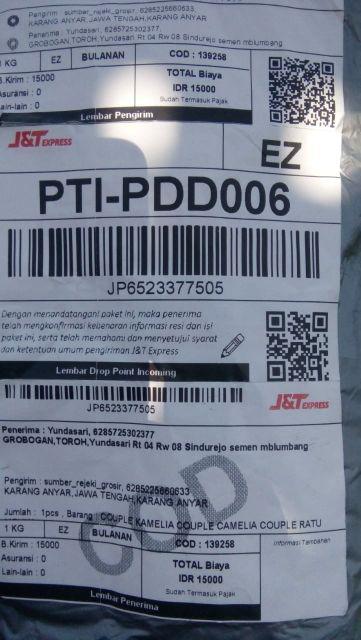 Pengirim : sumber_rejeki_grosir, 6285225660633
KARANG ANYAR,JAWA TENGAH,KARANG ANYAR
Penerima : Yundasari, 6285725302377
GROBOGAN,TOROH,Yundasari Rt 04 Rw 08 Sindurejo semen mblumbang
1 KG EZ BULANAN COD : 139258
B.Kirim : 15000
Asuransi : 0
Lain-lain : 0
TOTAL Biaya
IDR 15000
Sudah Termasuk Pajak
Lembar Pengirim
J&T EXPRESS
EZ
PTI-PDD006
JP6523377505
Dengan menandatangani paket ini, maka penerima
telah mengkonfirmasi kebenaran informasi resi dan isi
paket ini, serta telah memahami dan menyetujui syarat
dan ketentuan umum pengiriman J&T Express
Lembar Drop Point Incoming
JP6523377505
J&T EXPRESS
Penerima : Yundasari, 6285725302377
GROBOGAN,TOROH,Yundasari Rt 04 Rw 08 Sindurejo semen mblumbang
COD
Pengirim : sumber_rejeki_grosir, 6285225660633
KARANG ANYAR,JAWA TENGAH,KARANG ANYAR
Jumlah : 1pcs , Barang : COUPLE KAMELIA COUPLE CAMELIA COUPLE RATU
1 KG EZ BULANAN COD : 139258
Informasi Tambahan
B.Kirim : 15000
Asuransi : 0
Lain-lain : 0
TOTAL Biaya
IDR 15000
Sudah Termasuk Pajak
Lembar Penerima